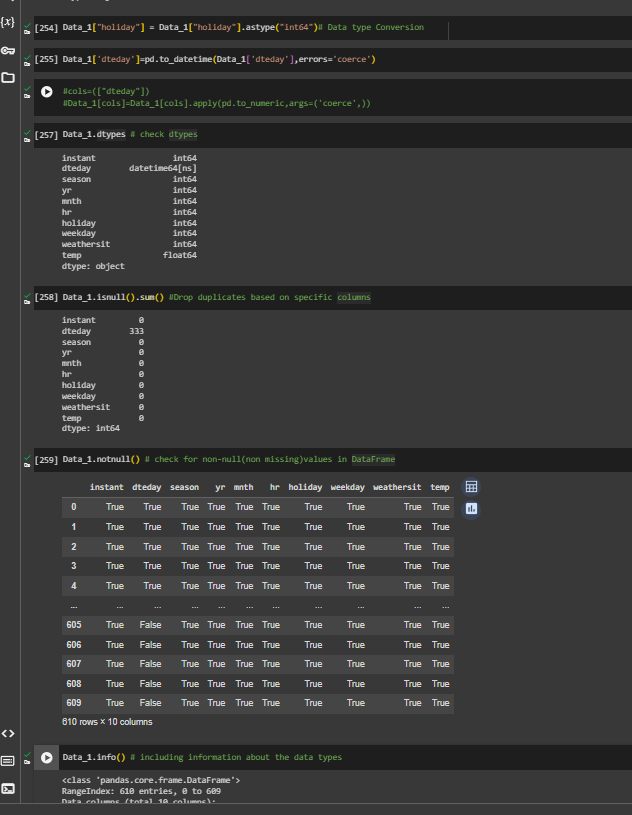 {x}
[254] Data_1["holiday"] = Data_1["holiday"].astype("int64")# Data type Conversion
[255] Data_1['dteday']=pd.to_datetime(Data_1['dteday'],errors='coerce')
#cols=(["dteday"])
#Data_1[cols]=Data_1[cols].apply(pd.to_numeric,args=('coerce',))
[257] Data_1.dtypes # check dtypes
instant int64
dteday datetime64[ns]
season int64
yr int64
mnth int64
hr int64
holiday int64
weekday int64
weathersit int64
temp float64
dtype: object
[258] Data_1.isnull().sum() #Drop duplicates based on specific columns
instant 0
dteday 333
season 0
yr 0
mnth 0
hr 0
holiday 0
weekday 0
weathersit 0
temp 0
dtype: int64
[259] Data_1.notnull() # check for non-null(non missing)values in DataFrame
instant dteday season yr mnth hr holiday weekday weathersit temp
0 True True True True True True True True True True
1 True True True True True True True True True True
2 True True True True True True True True True True
3 True True True True True True True True True True
4 True True True True True True True True True True
... ... ... ... ... ... ... ... ... ... ...
605 True False True True True True True True True True
606 True False True True True True True True True True
607 True False True True True True True True True True
608 True False True True True True True True True True
609 True False True True True True True True True True
610 rows × 10 columns
Data_1.info() # including information about the data types
<class 'pandas.core.frame.DataFrame'>
RangeIndex: 610 entries, 0 to 609
Data columns (total 10 columns):